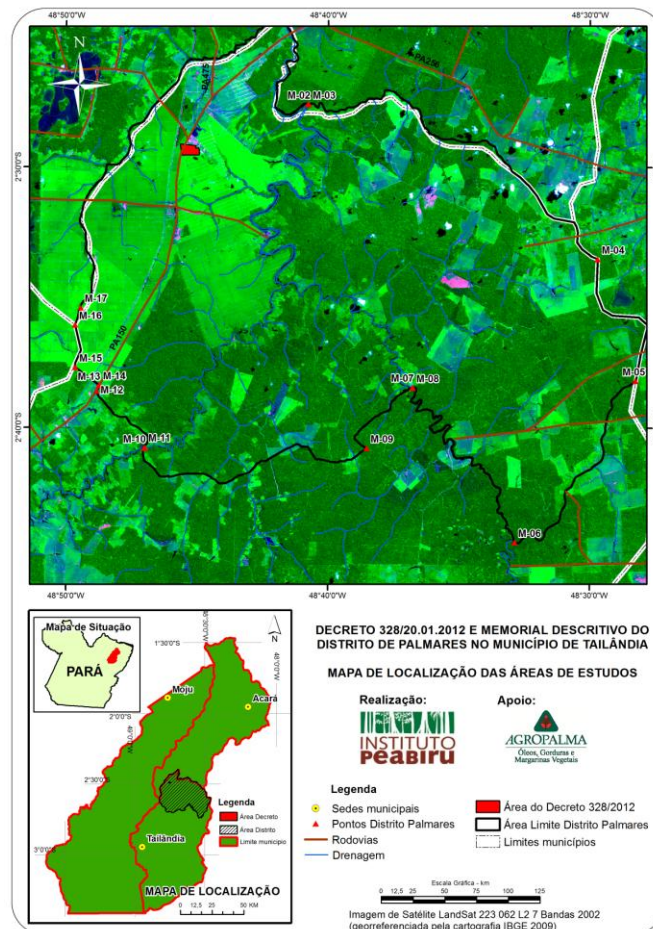 48°50'0"W 48°40'0"W 48°30'0"W
N
PA475
PA256
M-02 M-03
2°30'0"S 2°30'0"S
M-04
M-17
M-16
PA150
M-15
M-13 M-14
M-12
M-05
M-07 M-08
2°40'0"S 2°40'0"S
M-10 M-11
M-09
M-06
48°50'0"W 48°40'0"W 48°30'0"W
Mapa de Situação
PARÁ
1°30'0"S
N
Moju
Acará
2°0'0"S
2°30'0"S
Legenda
Área Decreto
Área Distrito
Limite município
Tailândia
3°0'0"S
MAPA DE LOCALIZAÇÃO
0 12,5 25 50 KM
DECRETO 328/20.01.2012 E MEMORIAL DESCRITIVO DO
DISTRITO DE PALMARES NO MUNICÍPIO DE TAILÂNDIA
MAPA DE LOCALIZAÇÃO DAS ÁREAS DE ESTUDOS
Realização: Apoio:
INSTITUTO
PEABIRU
AGROPALMA
Óleos, Gorduras e
Margarinas Vegetais
Legenda
Sedes municipais
Pontos Distrito Palmares
Rodovias
Drenagem
Área do Decreto 328/2012
Área Limite Distrito Palmares
Limites municípios
Escala Gráfica - km
0 12,5 25 50 75 100 125
Imagem de Satélite LandSat 223 062 L2 7 Bandas 2002
(georreferenciada pela cartografia IBGE 2009)